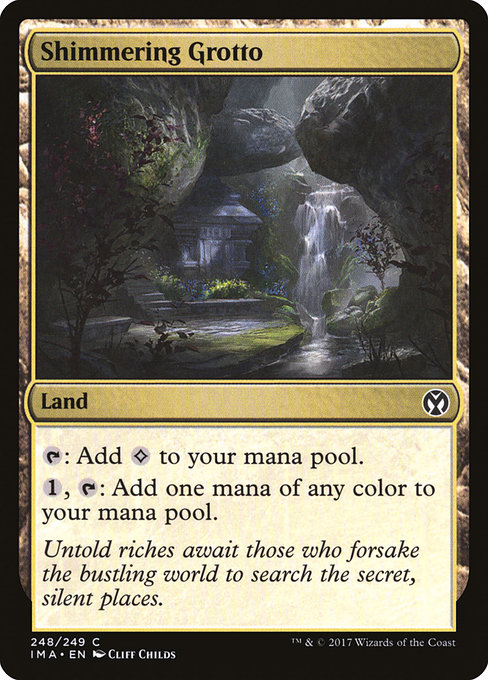 Shimmering Grotto
Land
: Add to your mana pool.
1, : Add one mana of any color to
your mana pool.
Untold riches await those who forsake
the bustling world to search the secret,
silent places.
248/249 C
IMA • EN Cliff Childs
™ & © 2017 Wizards of the Coast